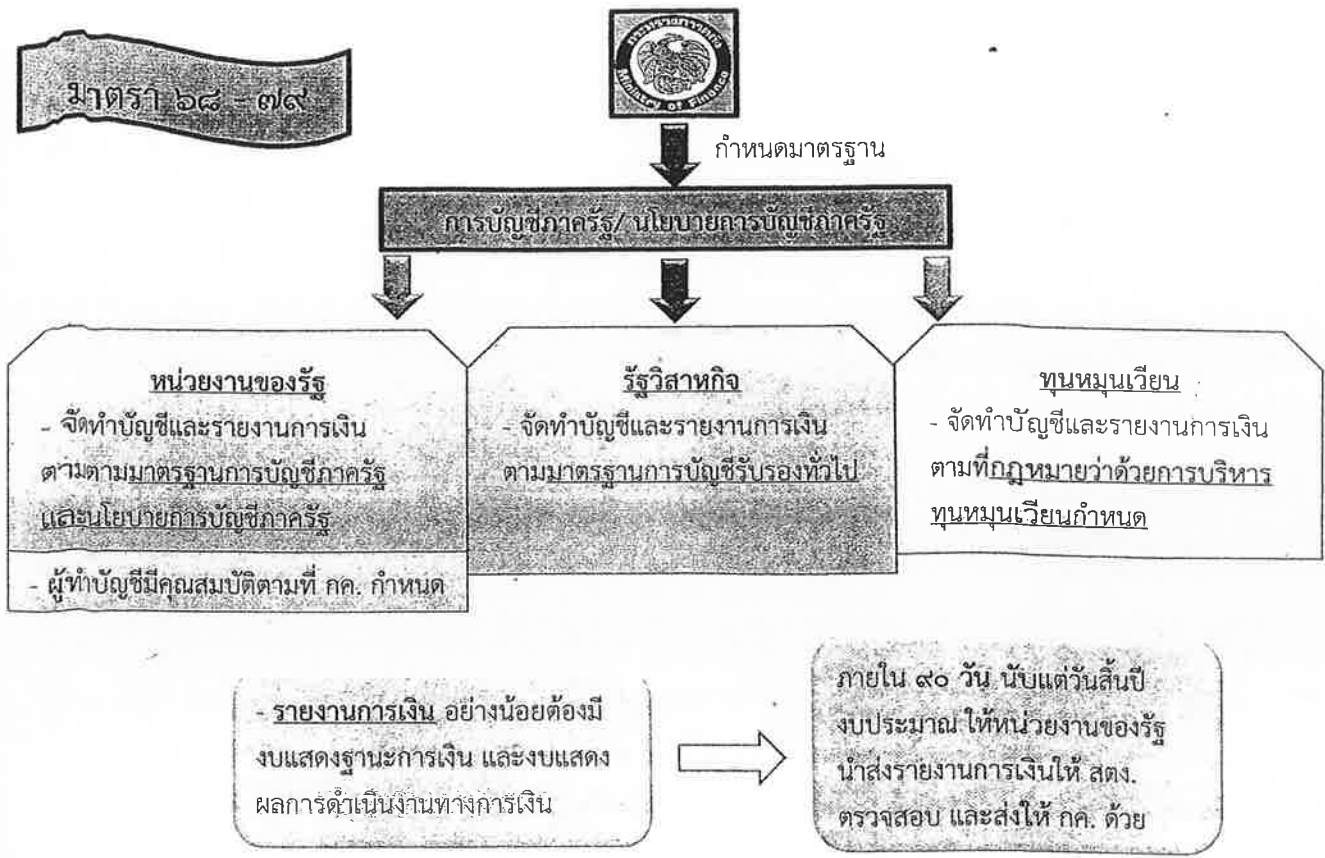 มาตรา ๖๘ - ๗๙
กระทรวงการคลัง
Ministry of Finance
กำหนดมาตรฐาน
การบัญชีภาครัฐ/ นโยบายการบัญชีภาครัฐ
หน่วยงานของรัฐ
- จัดทำบัญชีและรายงานการเงิน
ตามตามมาตรฐานการบัญชีภาครัฐ
และนโยบายการบัญชีภาครัฐ
- ผู้ทำบัญชีมีคุณสมบัติตามที่ กค. กำหนด
รัฐวิสาหกิจ
- จัดทำบัญชีและรายงานการเงิน
ตามมาตรฐานการบัญชีรับรองทั่วไป
ทุนหมุนเวียน
- จัดทำบัญชีและรายงานการเงิน
ตามที่กฎหมายว่าด้วยการบริหาร
ทุนหมุนเวียนกำหนด
- รายงานการเงิน อย่างน้อยต้องมี
งบแสดงฐานะการเงิน และงบแสดง
ผลการดำเนินงานทางการเงิน
ภายใน ๙๐ วัน นับแต่วันสิ้นปี
งบประมาณ ให้หน่วยงานของรัฐ
นำส่งรายงานการเงินให้ สตง.
ตรวจสอบ และส่งให้ กค. ด้วย